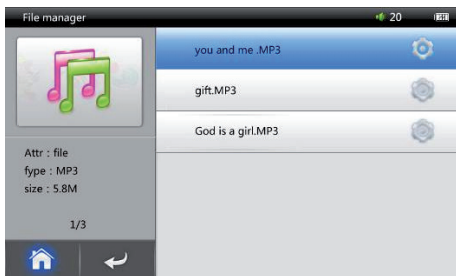 File manager
20
you and me .MP3
gift.MP3
God is a girl.MP3
Attr : file
fype : MP3
size : 5.8M
1/3